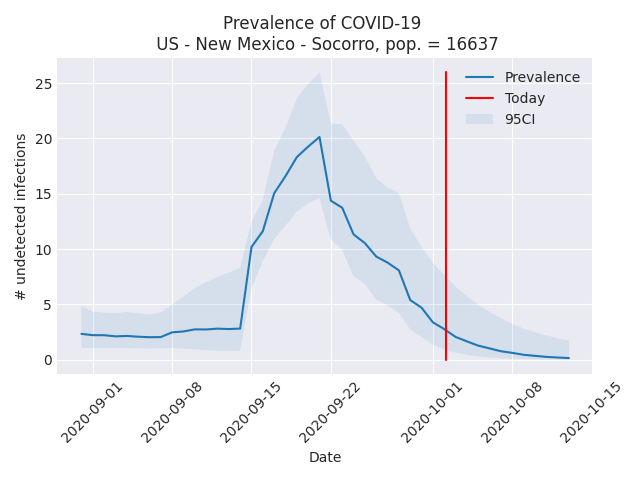 Prevalence of COVID-19
US - New Mexico - Socorro, pop. = 16637
Prevalence
Today
95CI
25
20
15
10
5
0
# undetected infections
2020-09-01
2020-09-08
2020-09-15
2020-09-22
2020-10-01
2020-10-08
2020-10-15
Date